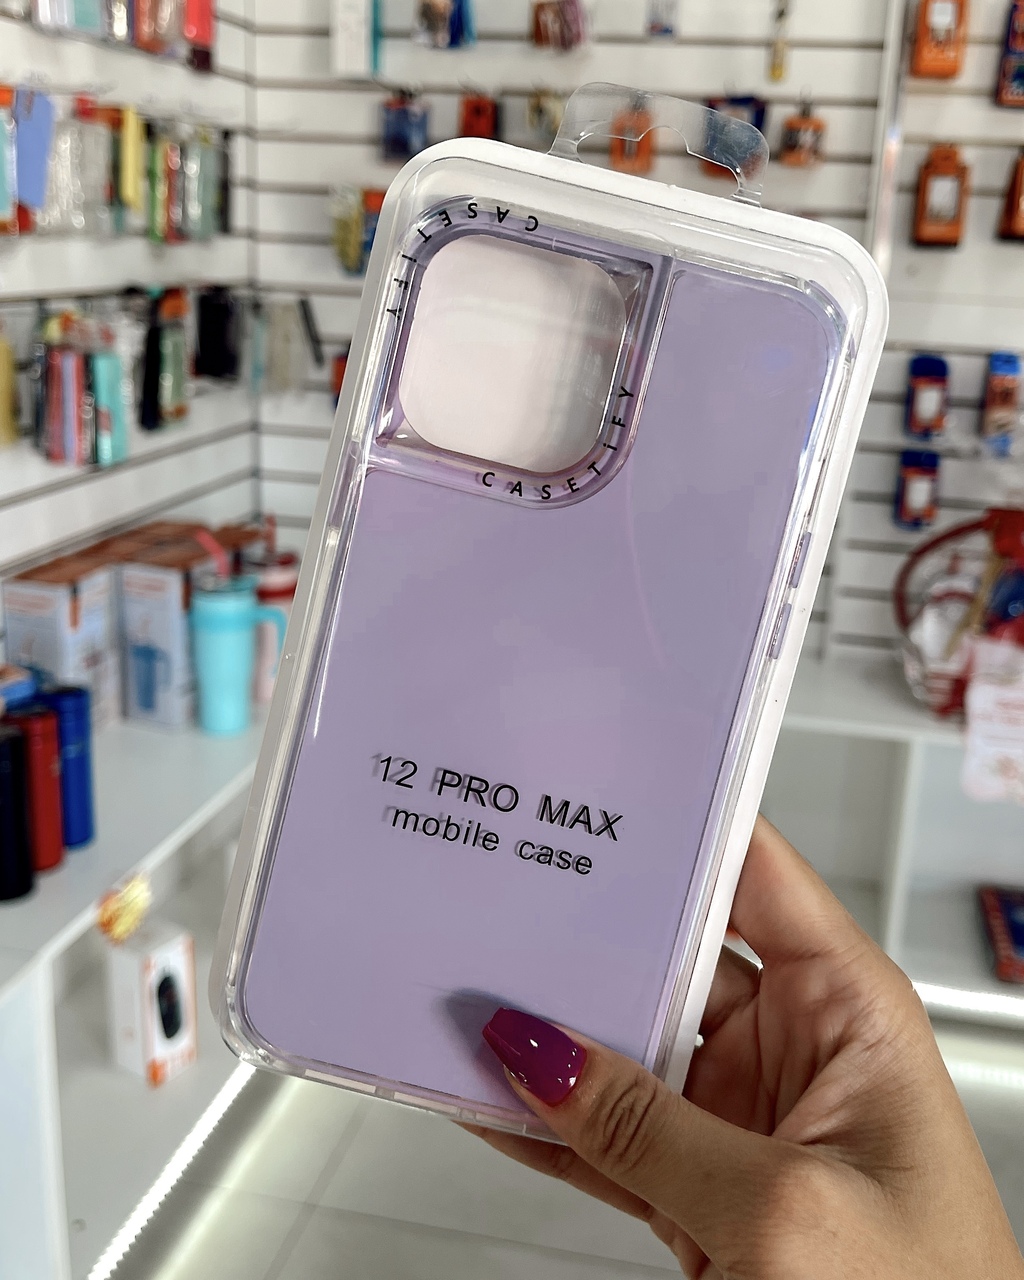 CASETiFY
CASETiFY
12 PRO MAX
mobile case